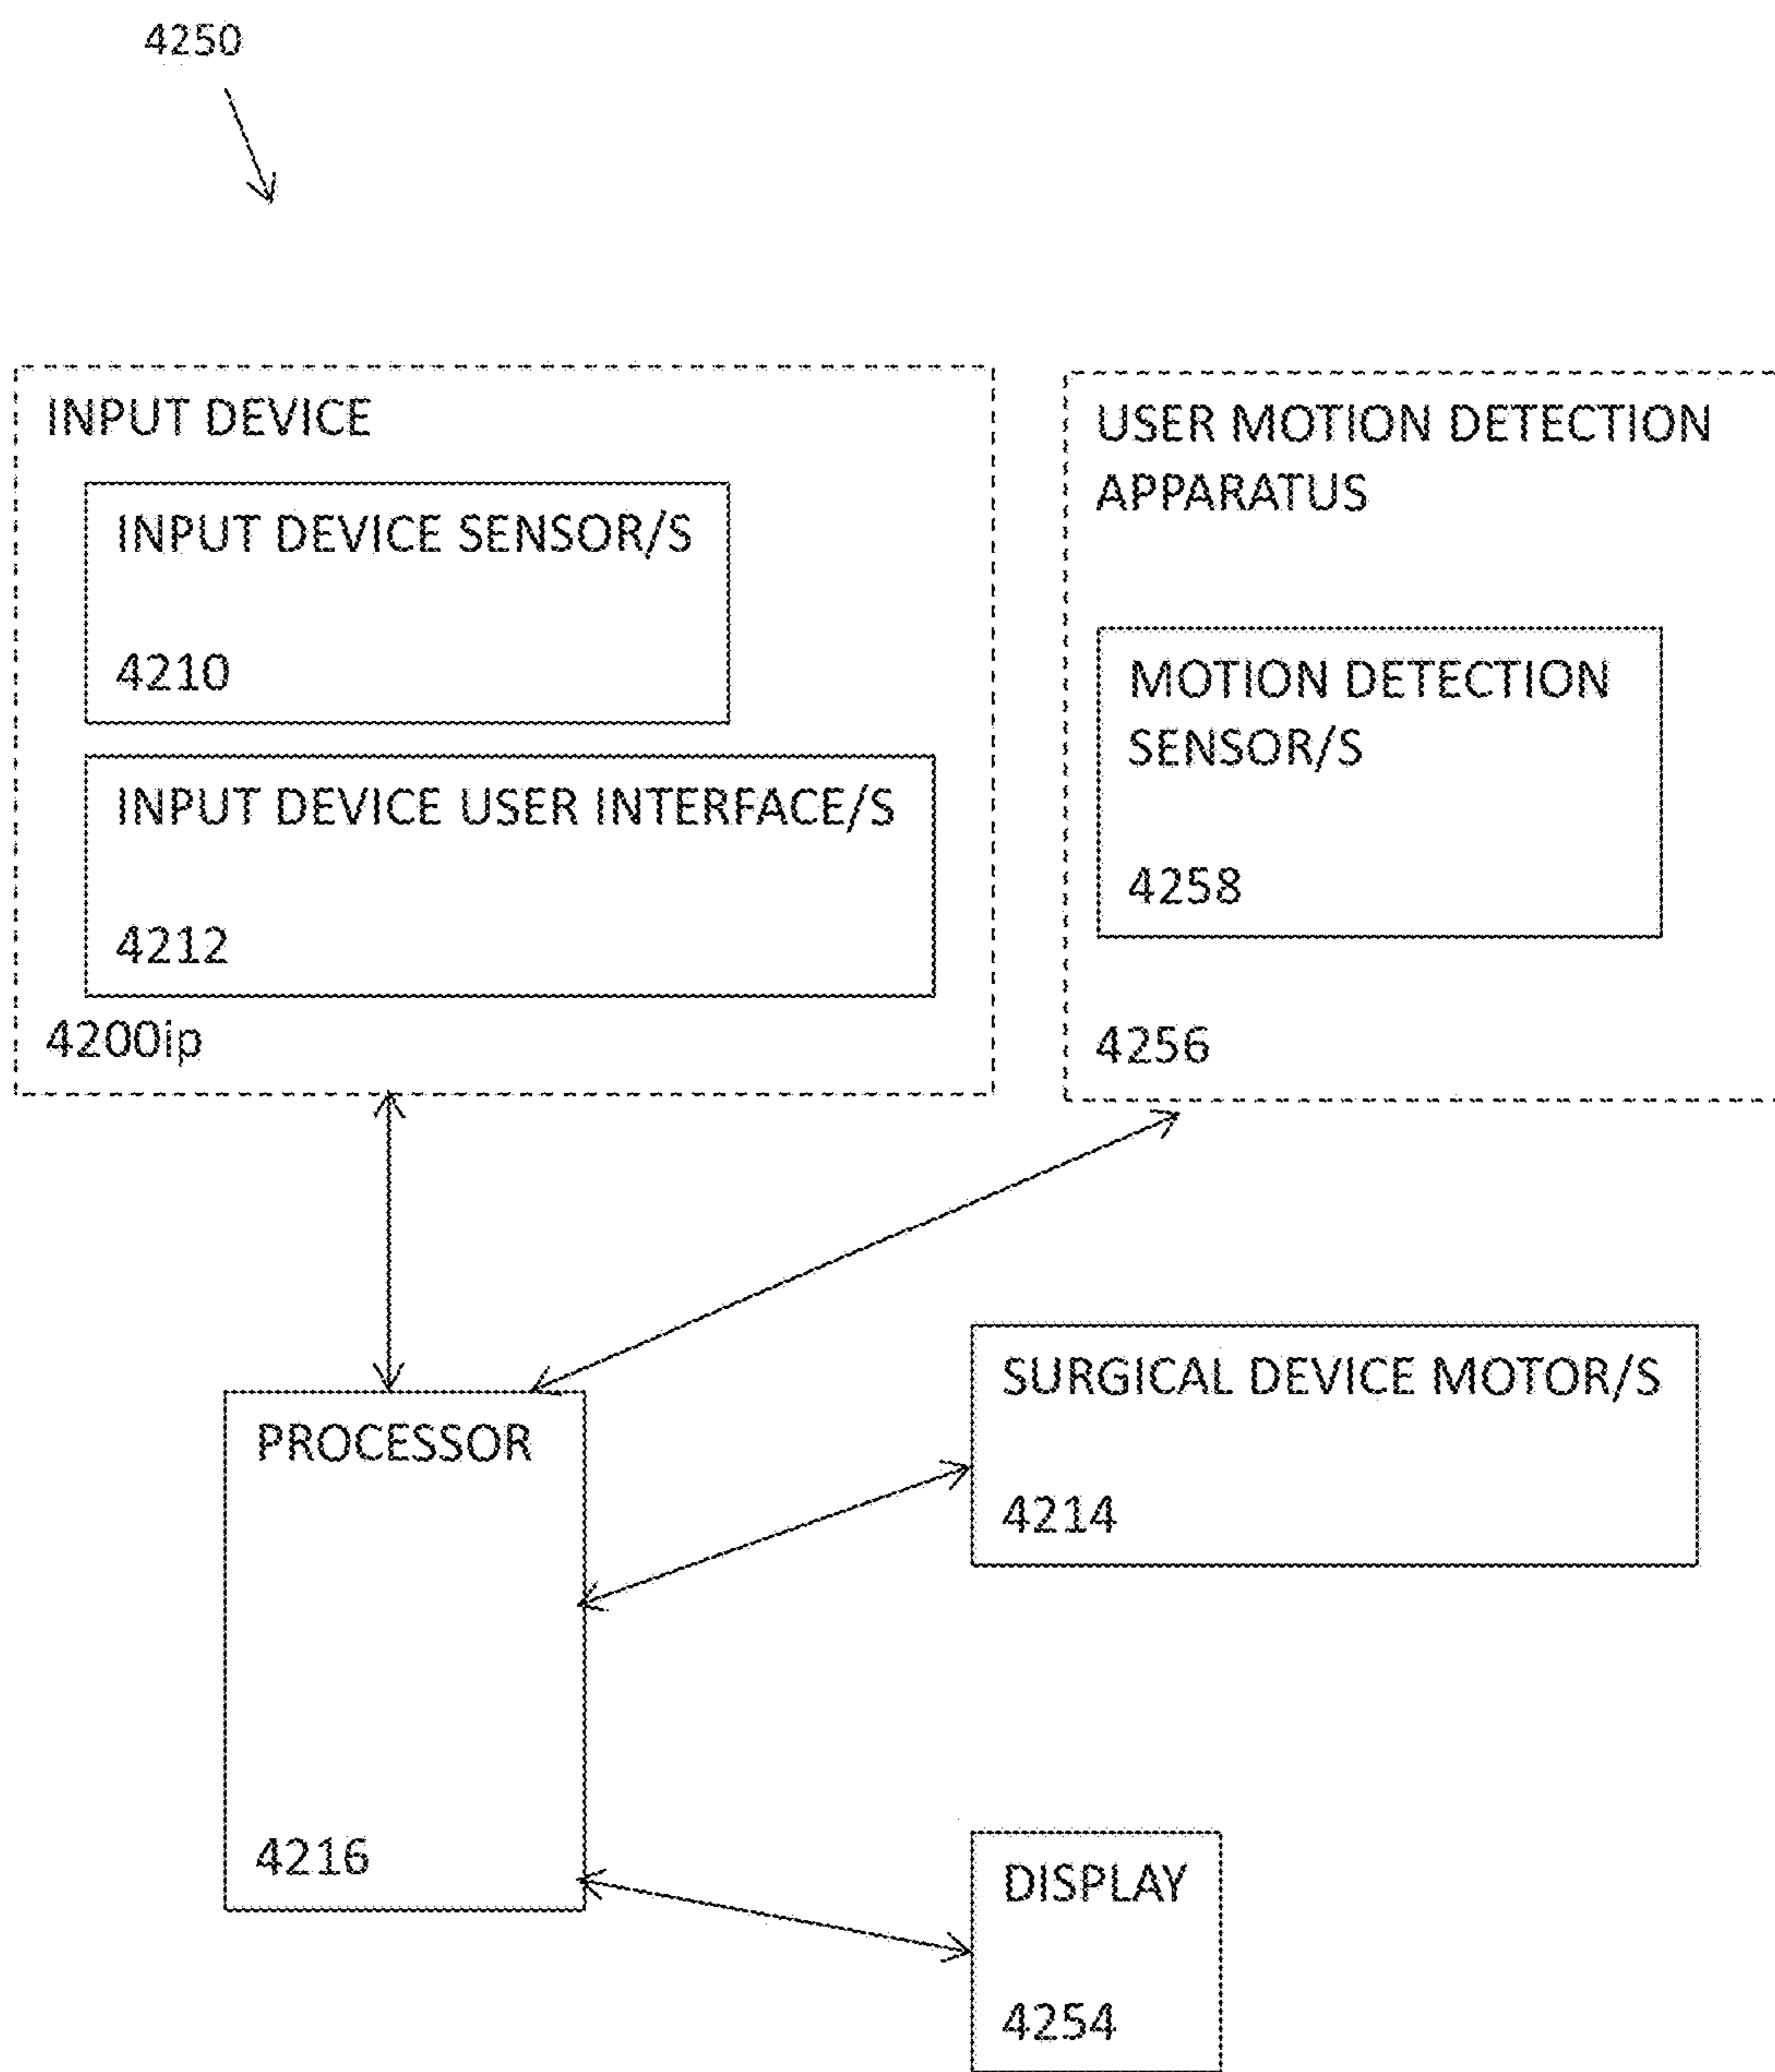 4250
INPUT DEVICE
INPUT DEVICE SENSOR/S
4210
INPUT DEVICE USER INTERFACE/S
4212
4200ip
USER MOTION DETECTION
APPARATUS
MOTION DETECTION
SENSOR/S
4258
4256
PROCESSOR
4216
SURGICAL DEVICE MOTOR/S
4214
DISPLAY
4254